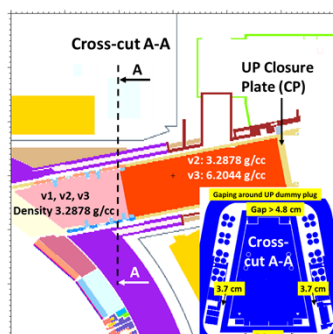 Cross-cut A-A
A
UP Closure
Plate (CP)
v2: 3.2878 g/cc
v3: 6.2044 g/cc
v1, v2, v3
Density 3.2878 g/cc
Gaping around UP dummy plug
Gap > 4.8 cm
Cross-
cut A-A
3.7 cm
3.7 cm
A